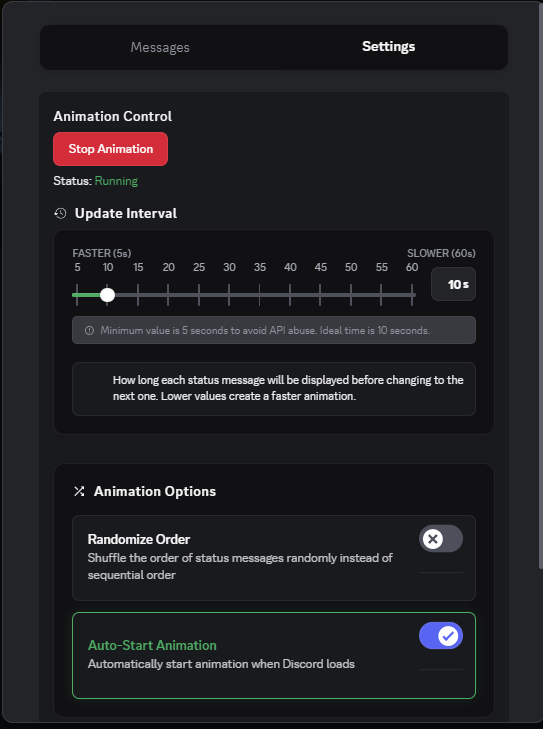 Messages
Settings
Animation Control
Stop Animation
Status: Running
Update Interval
FASTER (5s)
SLOWER (60s)
5 10 15 20 25 30 35 40 45 50 55 60
10 s
Minimum value is 5 seconds to avoid API abuse. Ideal time is 10 seconds.
How long each status message will be displayed before changing to the
next one. Lower values create a faster animation.
Animation Options
Randomize Order
Shuffle the order of status messages randomly instead of
sequential order
Auto-Start Animation
Automatically start animation when Discord loads